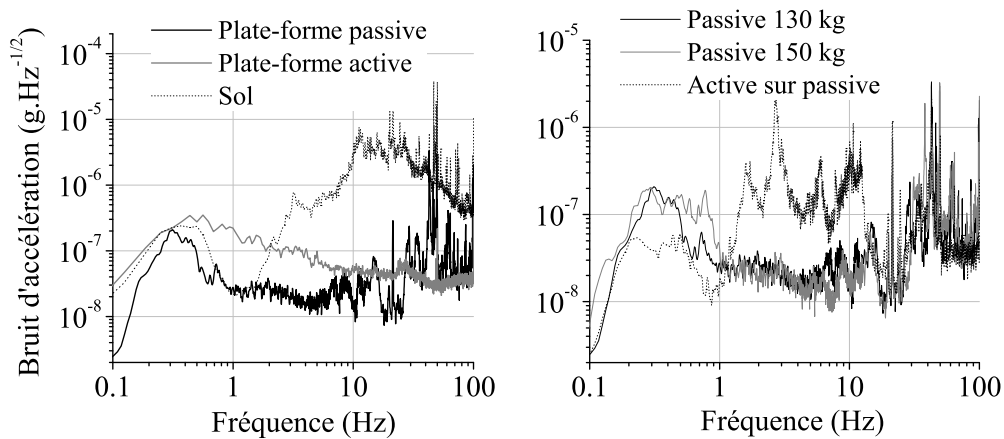 Plate-forme passive
Plate-forme active
Sol
Bruit d'accélération (g.Hz-1/2)
10-4
10-5
10-6
10-7
10-8
0.1 1 10 100
Fréquence (Hz)
Passive 130 kg
Passive 150 kg
Active sur passive
10-5
10-6
10-7
10-8
0.1 1 10 100
Fréquence (Hz)